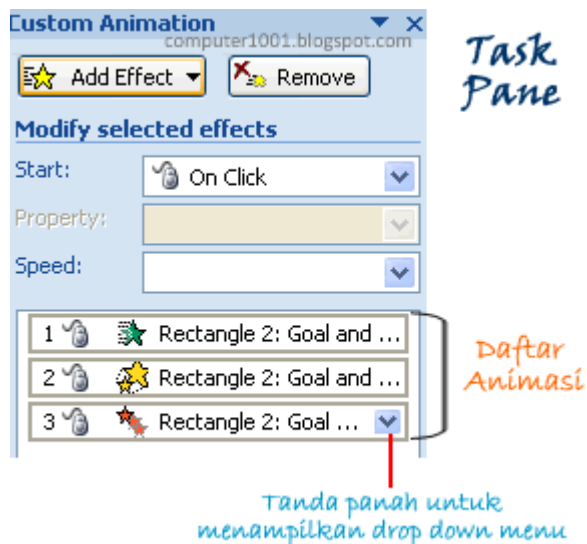 Custom Animation
computer1001.blogspot.com
Task
Pane
Add Effect
Remove
Modify selected effects
Start:
On Click
Property:
Speed:
1 Rectangle 2: Goal and ...
2 Rectangle 2: Goal and ...
3 Rectangle 2: Goal ...
Daftar
Animasi
Tanda panah untuk
menampilkan drop down menu